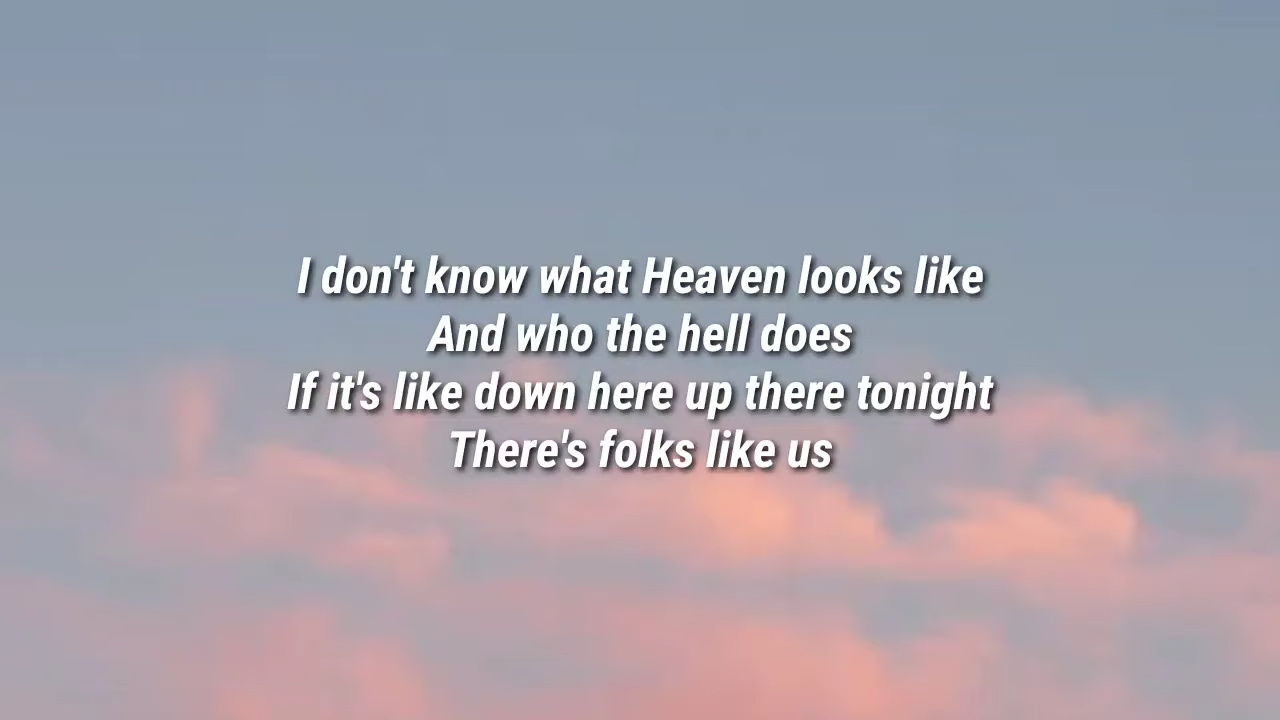 I don't know what Heaven looks like
And who the hell does
If it's like down here up there tonight
There's folks like us